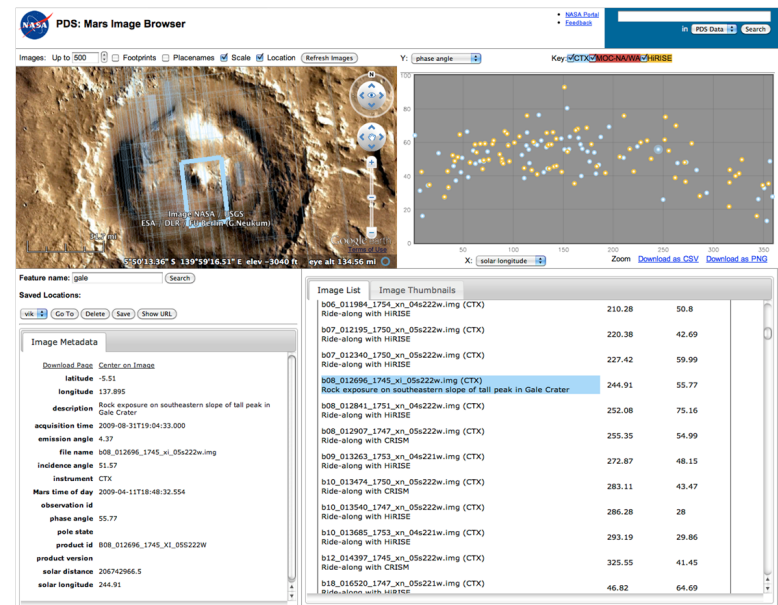 NASA
PDS: Mars Image Browser
NASA Portal
Feedback
in PDS Data Search
Images: Up to 500 Footprints Placenames Scale Location Refresh Images
Y: phase angle
Key: CTX MOC-NA/WA HiRISE
N
Image NASA / USGS
ESA / DLR / FU Berlin (G.Neukum)
Google
Terms of Use
5°50'13.36" S 139°59'16.51" E elev -3040 ft eye alt 134.56 mi
100
80
60
40
20
0
50 100 150 200 250 300 350
X: solar longitude
Zoom Download as CSV Download as PNG
Feature name: gale Search
Saved Locations:
vik Go To Delete Save Show URL
Image Metadata
Download Page Center on Image
latitude -5.51
longitude 137.895
description Rock exposure on southeastern slope of tall peak in
Gale Crater
acquisition time 2009-08-31T19:04:33.000
emission angle 4.37
file name b08_012696_1745_xi_05s222w.img
incidence angle 51.57
instrument CTX
Mars time of day 2009-04-11T18:48:32.554
observation id
phase angle 55.77
pole state
product id B08_012696_1745_XI_05S222W
product version
solar distance 206742966.5
solar longitude 244.91
Image List Image Thumbnails
b06_011984_1754_xn_04s222w.img (CTX) 210.28 50.8
Ride-along with HiRISE
b07_012195_1750_xn_05s222w.img (CTX) 220.38 42.69
Ride-along with HiRISE
b07_012340_1750_xn_05s222w.img (CTX) 227.42 59.99
Ride-along with HiRISE
b08_012696_1745_xi_05s222w.img (CTX) 244.91 55.77
Rock exposure on southeastern slope of tall peak in Gale Crater
b08_012841_1751_xn_04s222w.img (CTX) 252.08 75.16
Ride-along with HiRISE
b08_012907_1747_xn_05s222w.img (CTX) 255.35 54.99
Ride-along with CRISM
b09_013263_1753_xn_04s221w.img (CTX) 272.87 48.15
Ride-along with HiRISE
b10_013474_1750_xn_05s222w.img (CTX) 283.11 43.47
Ride-along with CRISM
b10_013540_1747_xn_05s222w.img (CTX) 286.28 28
Ride-along with HiRISE
b10_013685_1753_xn_04s221w.img (CTX) 293.19 29.86
Ride-along with HiRISE
b12_014397_1745_xn_05s222w.img (CTX) 325.55 41.45
Ride-along with CRISM
b18_016520_1747_xn_05s221w.img (CTX) 46.82 64.69
Ride-along with HiRISE